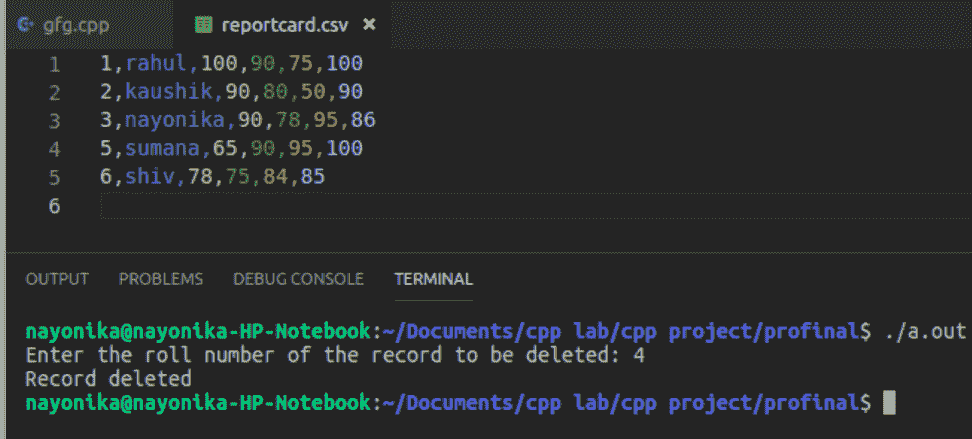 gfg.cpp reportcard.csv ×
1 1,rahul,100,90,75,100
2 2,kaushik,90,80,50,90
3 3,nayonika,90,78,95,86
4 5,sumana,65,90,95,100
5 6,shiv,78,75,84,85
6
OUTPUT PROBLEMS DEBUG CONSOLE TERMINAL
nayonika@nayonika-HP-Notebook:~/Documents/cpp lab/cpp project/profinal$ ./a.out
Enter the roll number of the record to be deleted: 4
Record deleted
nayonika@nayonika-HP-Notebook:~/Documents/cpp lab/cpp project/profinal$